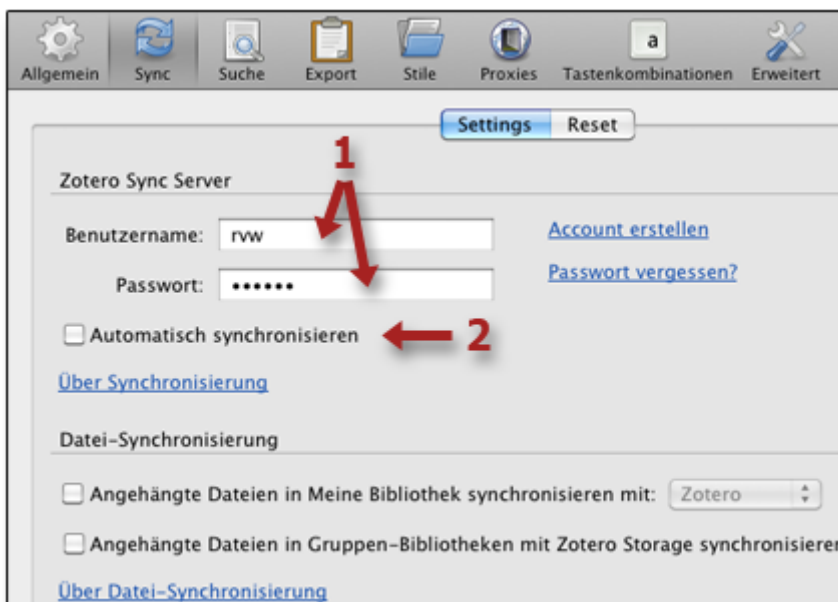 Allgemein Sync Suche Export Stile Proxies a Tastenkombinationen Erweitert
Settings Reset
1
Zotero Sync Server
Benutzername: rvw Account erstellen
Passwort: •••••• Passwort vergessen?
Automatisch synchronisieren 2
Über Synchronisierung
Datei-Synchronisierung
Angehängte Dateien in Meine Bibliothek synchronisieren mit: Zotero
Angehängte Dateien in Gruppen-Bibliotheken mit Zotero Storage synchronisieren
Über Datei-Synchronisierung